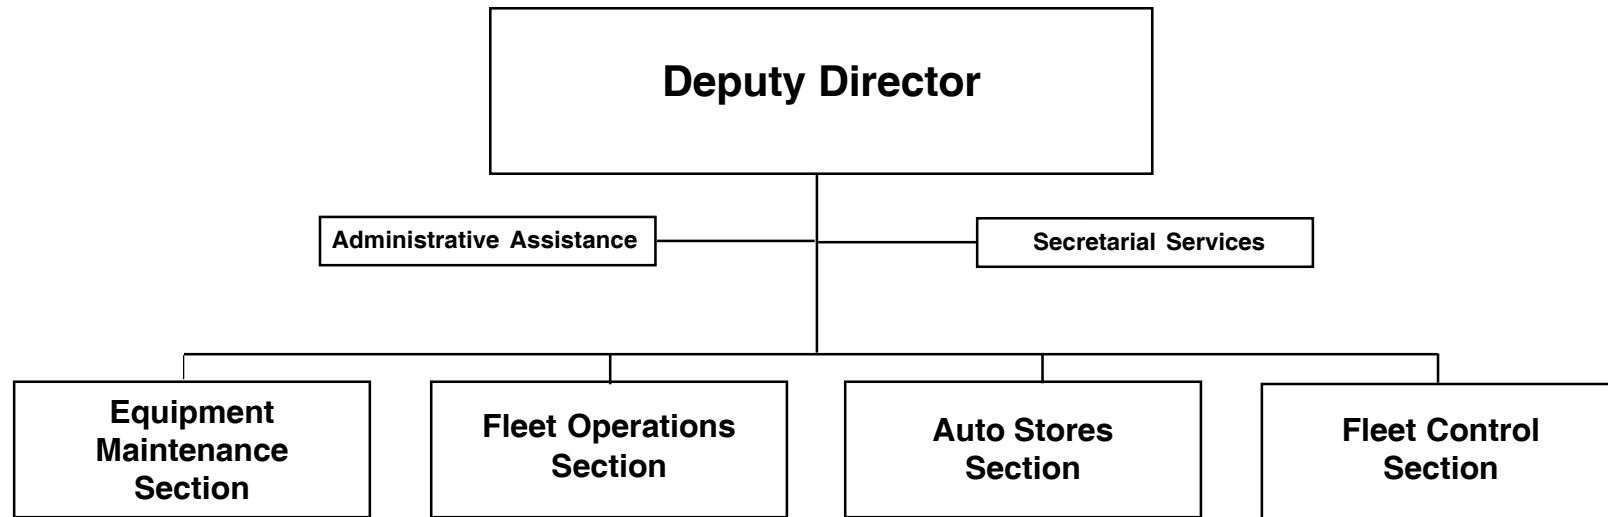 Deputy Director
Administrative Assistance
Secretarial Services
Equipment
Maintenance
Section
Fleet Operations
Section
Auto Stores
Section
Fleet Control
Section